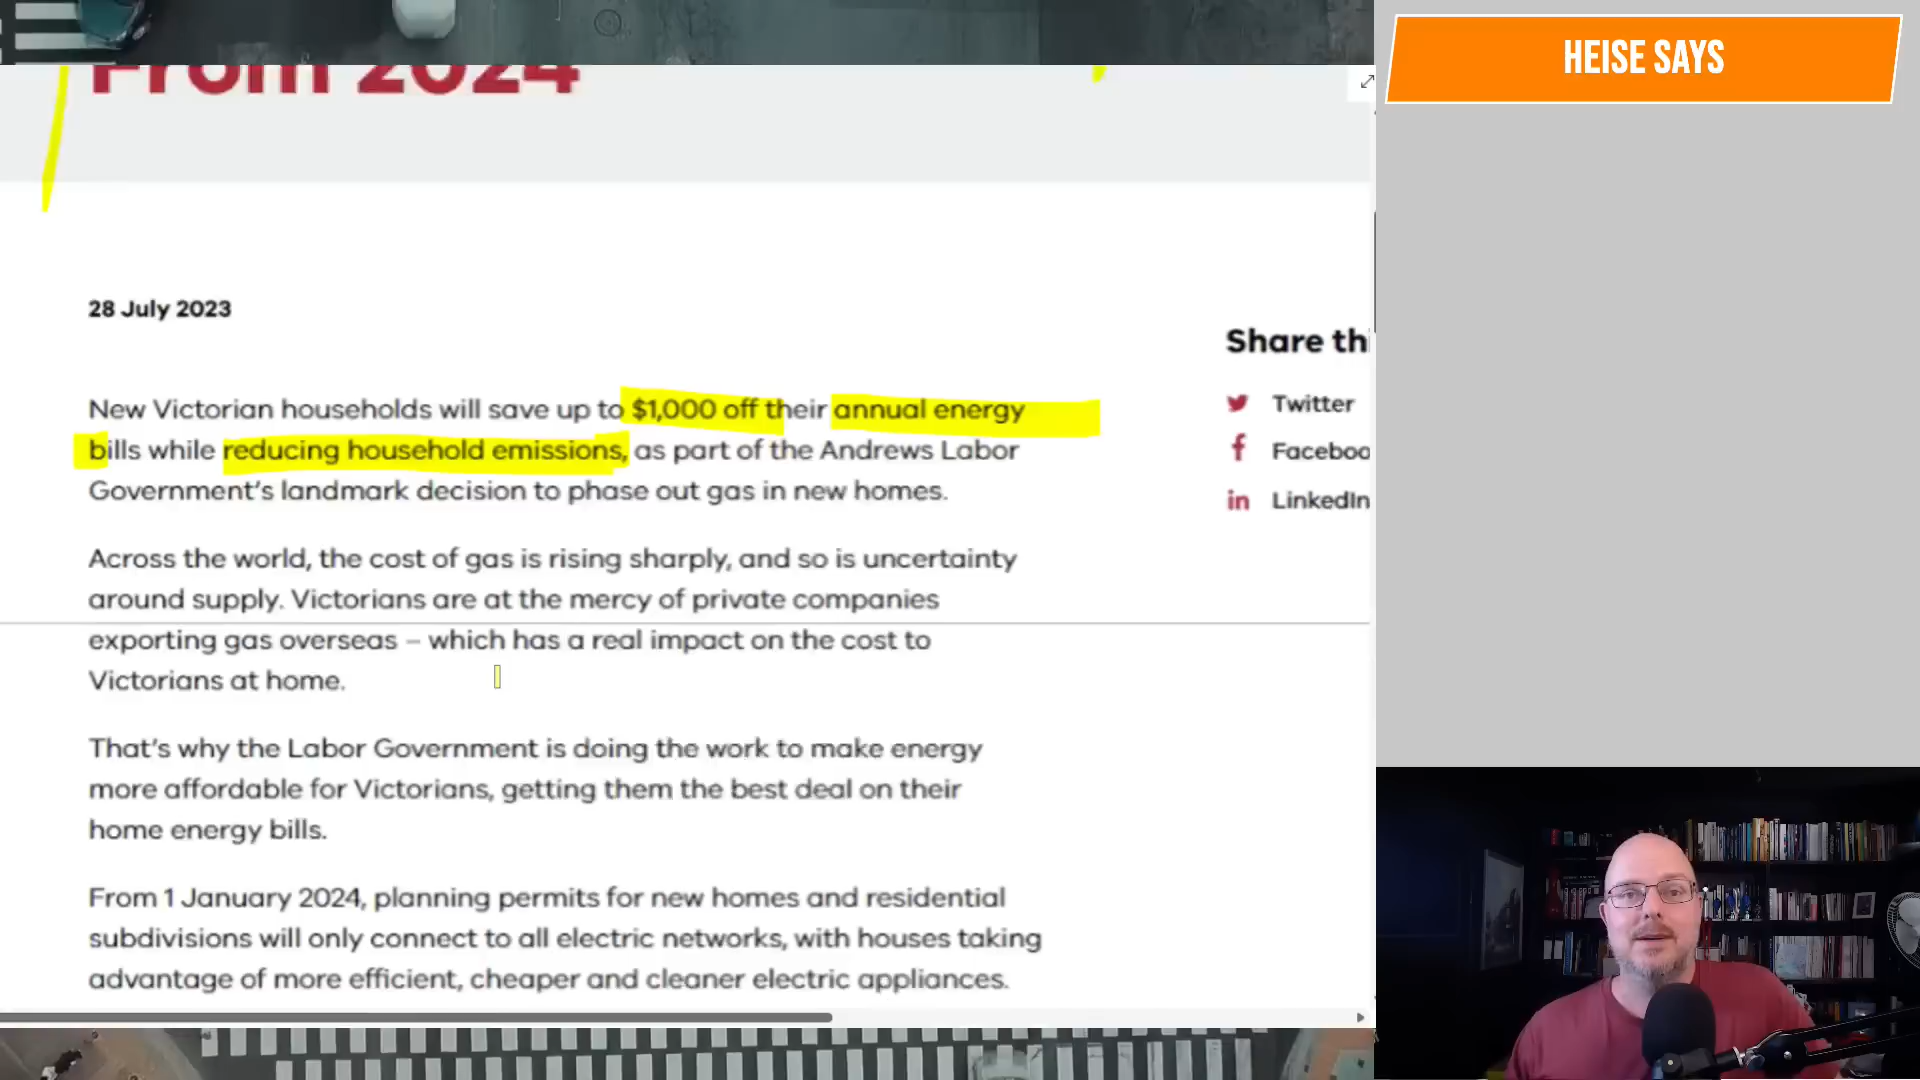 From 2024
HEISE SAYS
28 July 2023
New Victorian households will save up to $1,000 off their annual energy
bills while reducing household emissions, as part of the Andrews Labor
Government's landmark decision to phase out gas in new homes.
Across the world, the cost of gas is rising sharply, and so is uncertainty
around supply. Victorians are at the mercy of private companies
exporting gas overseas – which has a real impact on the cost to
Victorians at home.
That's why the Labor Government is doing the work to make energy
more affordable for Victorians, getting them the best deal on their
home energy bills.
From 1 January 2024, planning permits for new homes and residential
subdivisions will only connect to all electric networks, with houses taking
advantage of more efficient, cheaper and cleaner electric appliances.
Share thi
Twitter
Faceboo
LinkedIn